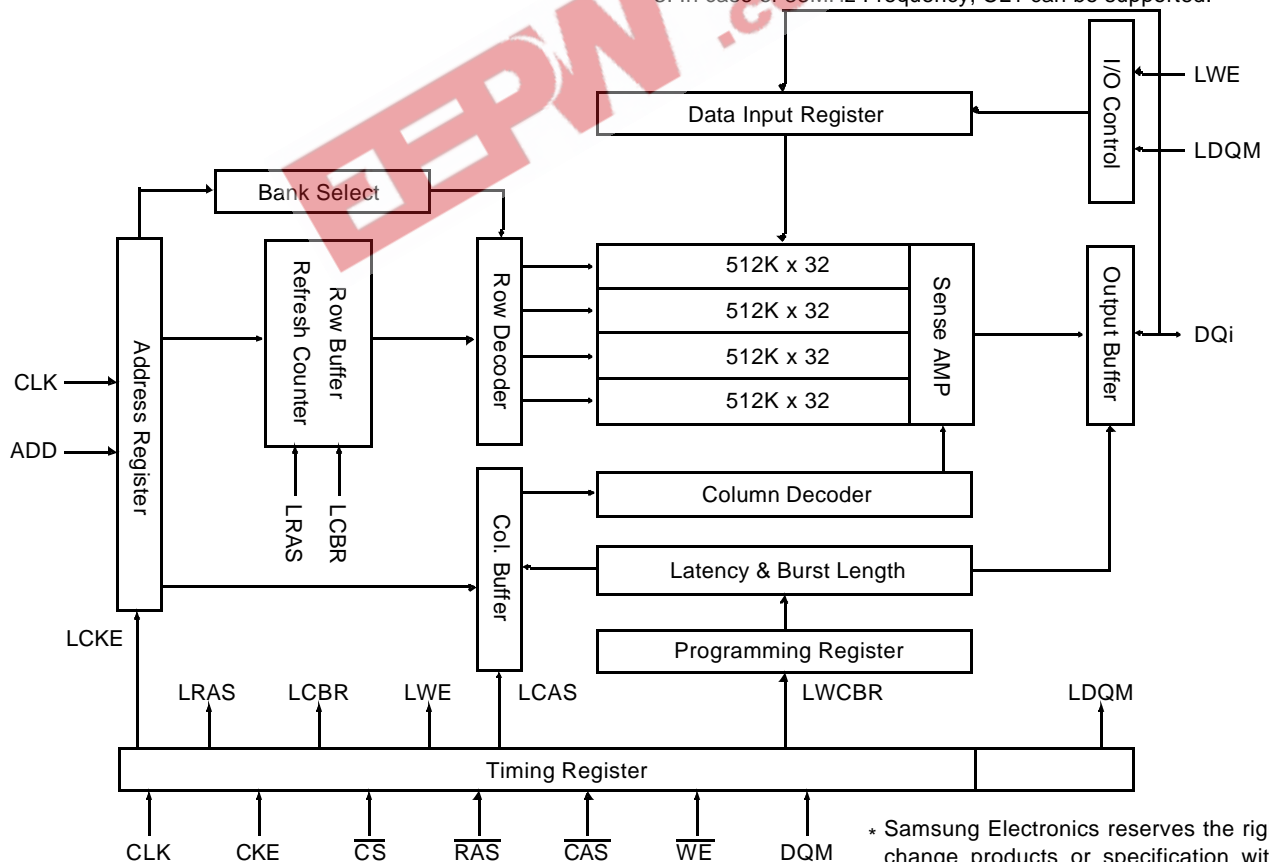 I/O Control
LWE
Data Input Register
LDQM
Bank Select
EEPW .c
Address Register
Refresh Counter
Row Buffer
Row Decoder
512K x 32
512K x 32
512K x 32
512K x 32
Sense AMP
Output Buffer
DQi
CLK
ADD
LRAS
LCBR
Col. Buffer
Column Decoder
Latency & Burst Length
LCKE
Programming Register
LRAS
LCBR
LWE
LCAS
LWCBR
LDQM
Timing Register
CLK
CKE
CS
RAS
CAS
WE
DQM
* Samsung Electronics reserves the
change products or specification